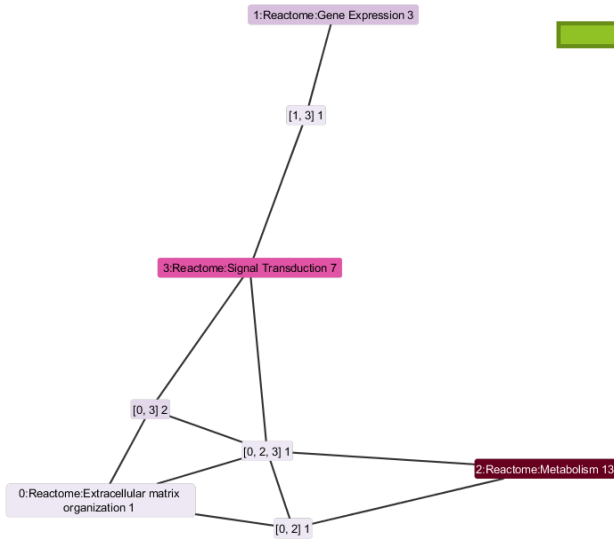 1:Reactome:Gene Expression 3
[1, 3] 1
3:Reactome:Signal Transduction 7
[0, 3] 2
[0, 2, 3] 1
2:Reactome:Metabolism 13
0:Reactome:Extracellular matrix
organization 1
[0, 2] 1